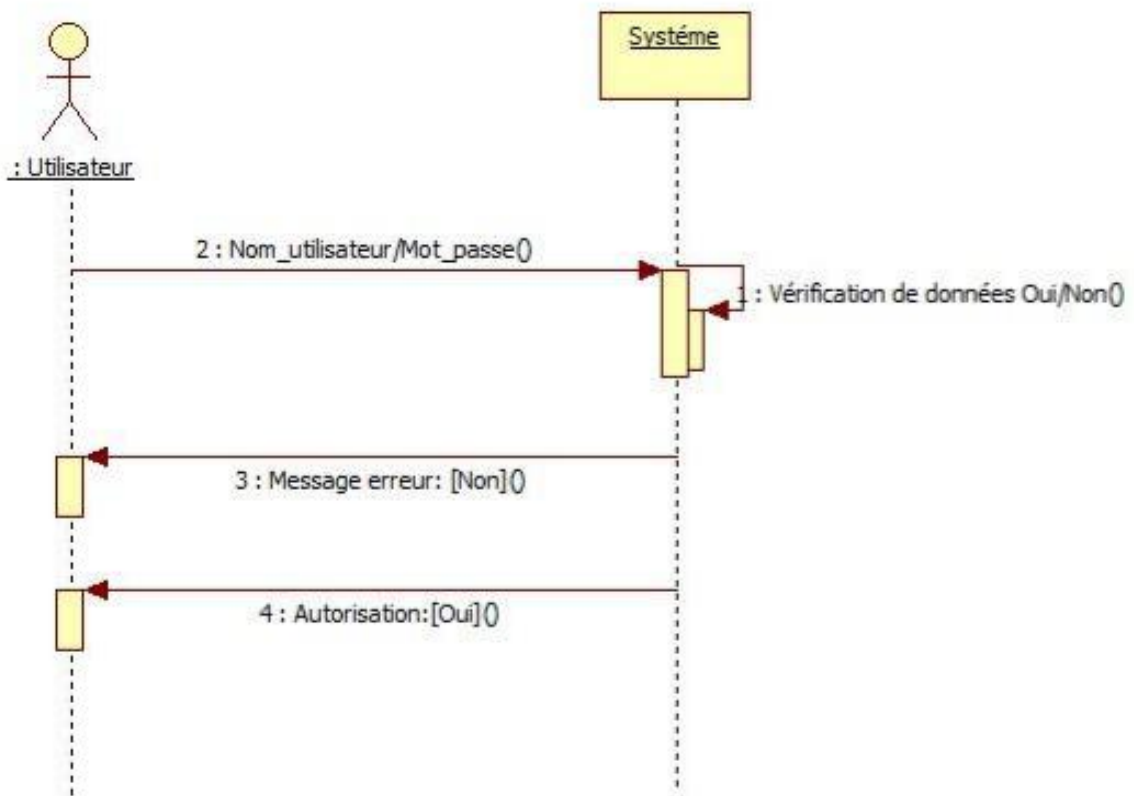 Systéme
: Utilisateur
2 : Nom_utilisateur/Mot_passe()
1 : Vérification de données Oui/Non()
3 : Message erreur: [Non]()
4 : Autorisation:[Oui]()